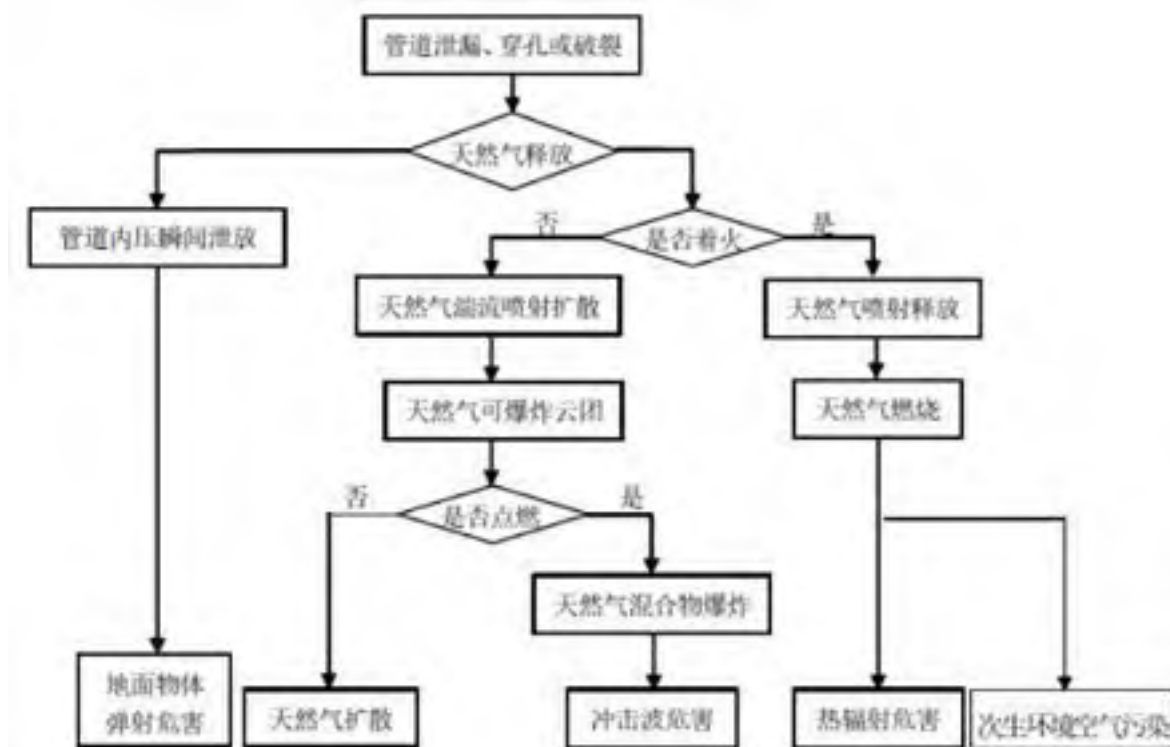 管道泄漏、穿孔或破裂
天然气释放
管道内压瞬间泄放
否
是否着火
是
天然气湍流喷射扩散
天然气喷射释放
天然气可爆炸云团
天然气燃烧
否
是否点燃
是
天然气混合物爆炸
地面物体
弹射危害
天然气扩散
冲击波危害
热辐射危害
次生环境空气污染